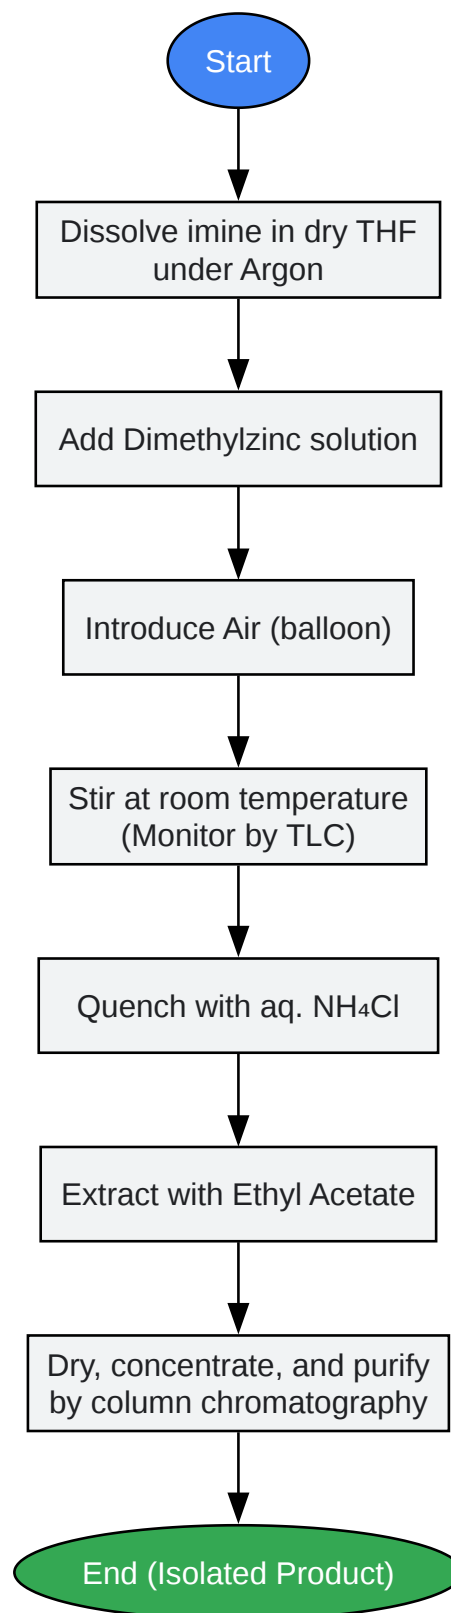 Start
Dissolve imine in dry THF
under Argon
Add Dimethylzinc solution
Introduce Air (balloon)
Stir at room temperature
(Monitor by TLC)
Quench with aq. NH₄Cl
Extract with Ethyl Acetate
Dry, concentrate, and purify
by column chromatography
End (Isolated Product)